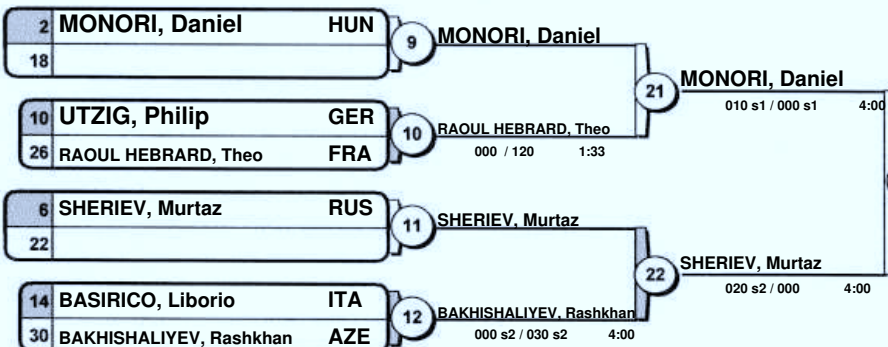 2 MONORI, Daniel HUN
18
9
MONORI, Daniel
10 UTZIG, Philip GER
26 RAOUL HEBRARD, Theo FRA
10
RAOUL HEBRARD, Theo
000 / 120 1:33
21
MONORI, Daniel
010 s1 / 000 s1 4:00
6 SHERIEV, Murtaz RUS
22
11
SHERIEV, Murtaz
14 BASIRICO, Liborio ITA
30 BAKHISHALIYEV, Rashkhan AZE
12
BAKHISHALIYEV, Rashkhan
000 s2 / 030 s2 4:00
22
SHERIEV, Murtaz
020 s2 / 000 4:00